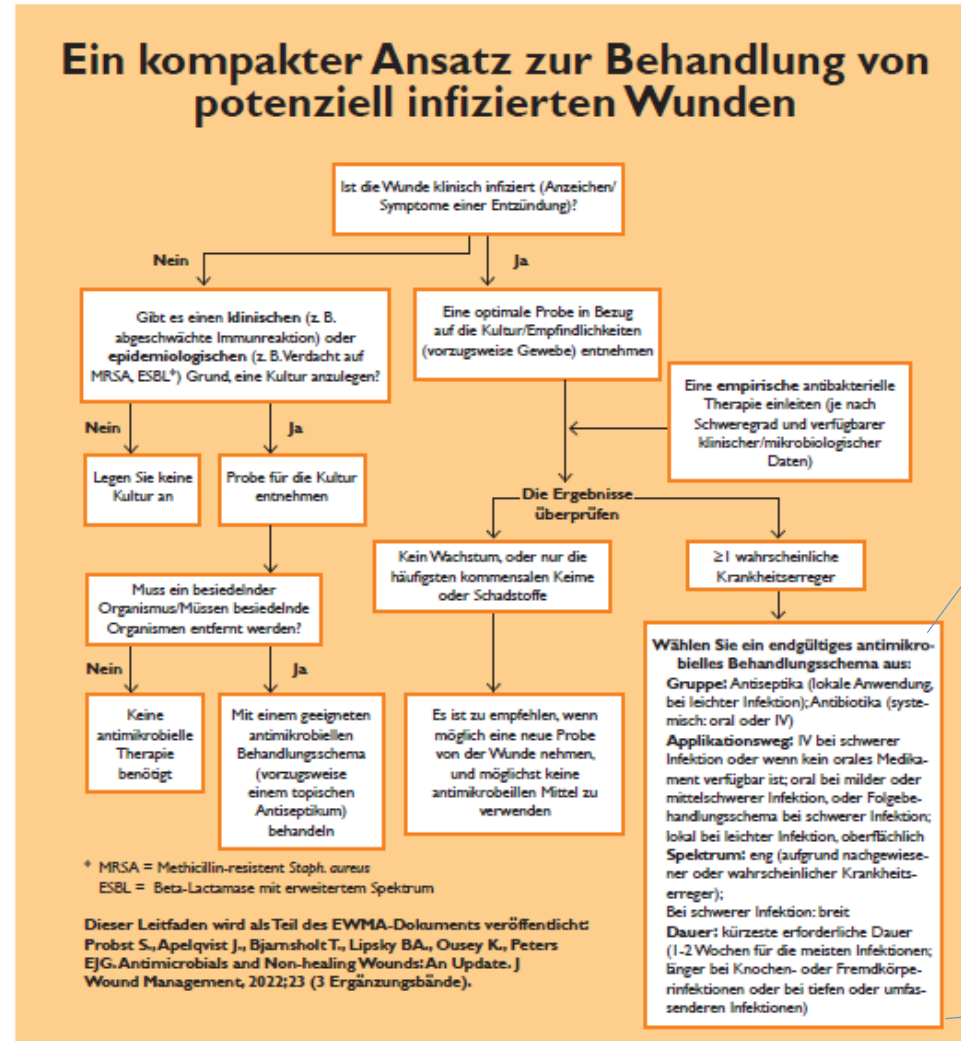 Ein kompakter Ansatz zur Behandlung von
potenziell infizierten Wunden
Ist die Wunde klinisch infiziert (Anzeichen/
Symptome einer Entzündung)?
Nein
Ja
Gibt es einen klinischen (z. B.
abgeschwächte Immunreaktion) oder
epidemiologischen (z. B. Verdacht auf
MRSA, ESBL*) Grund, eine Kultur anzulegen?
Eine optimale Probe in Bezug
auf die Kultur/Empfindlichkeiten
(vorzugsweise Gewebe) entnehmen
Eine empirische antibakterielle
Therapie einleiten (je nach
Schweregrad und verfügbarer
klinischer/mikrobiologischer
Daten)
Nein
Ja
Legen Sie keine
Kultur an
Probe für die Kultur
entnehmen
Die Ergebnisse
überprüfen
Kein Wachstum, oder nur die
häufigsten kommensalen Keime
oder Schadstoffe
≥1 wahrscheinliche
Krankheitserreger
Muss ein besiedelnder
Organismus/Müssen besiedelnde
Organismen entfernt werden?
Nein
Ja
Keine
antimikrobielle
Therapie
benötigt
Mit einem geeigneten
antimikrobiellen
Behandlungsschema
(vorzugsweise
einem topischen
Antiseptikum)
behandeln
Es ist zu empfehlen, wenn
möglich eine neue Probe
von der Wunde nehmen,
und möglichst keine
antimikrobeillen Mittel zu
verwenden
Wählen Sie ein endgültiges antimikro-
bielles Behandlungsschema aus:
Gruppe: Antiseptika (lokale Anwendung,
bei leichter Infektion); Antibiotika (syste-
misch: oral oder IV)
Applikationsweg: IV bei schwerer
Infektion oder wenn kein orales Medika-
ment verfügbar ist; oral bei milder oder
mittelschwerer Infektion, oder Folgebe-
handlungsschema bei schwerer Infektion;
lokal bei leichter Infektion, oberflächlich
Spektrum: eng (aufgrund nachgewiese-
ner oder wahrscheinlicher Krankheits-
erreger);
Bei schwerer Infektion: breit
Dauer: kürzeste erforderliche Dauer
(1-2 Wochen für die meisten Infektionen;
länger bei Knochen- oder Fremdkörpe-
rinfektionen oder bei tiefen oder umfas-
senderen Infektionen)
* MRSA = Methicillin-resistent Staph. aureus
ESBL = Beta-Lactamase mit erweitertem Spektrum
Dieser Leitfaden wird als Teil des EWMA-Dokuments veröffentlicht:
Probst S., Apelqvist J., Bjarnsholt T., Lipsky BA., Ousey K., Peters
EJG. Antimicrobials and Non-healing Wounds: An Update. J
Wound Management, 2022;23 (3 Ergänzungsbände).